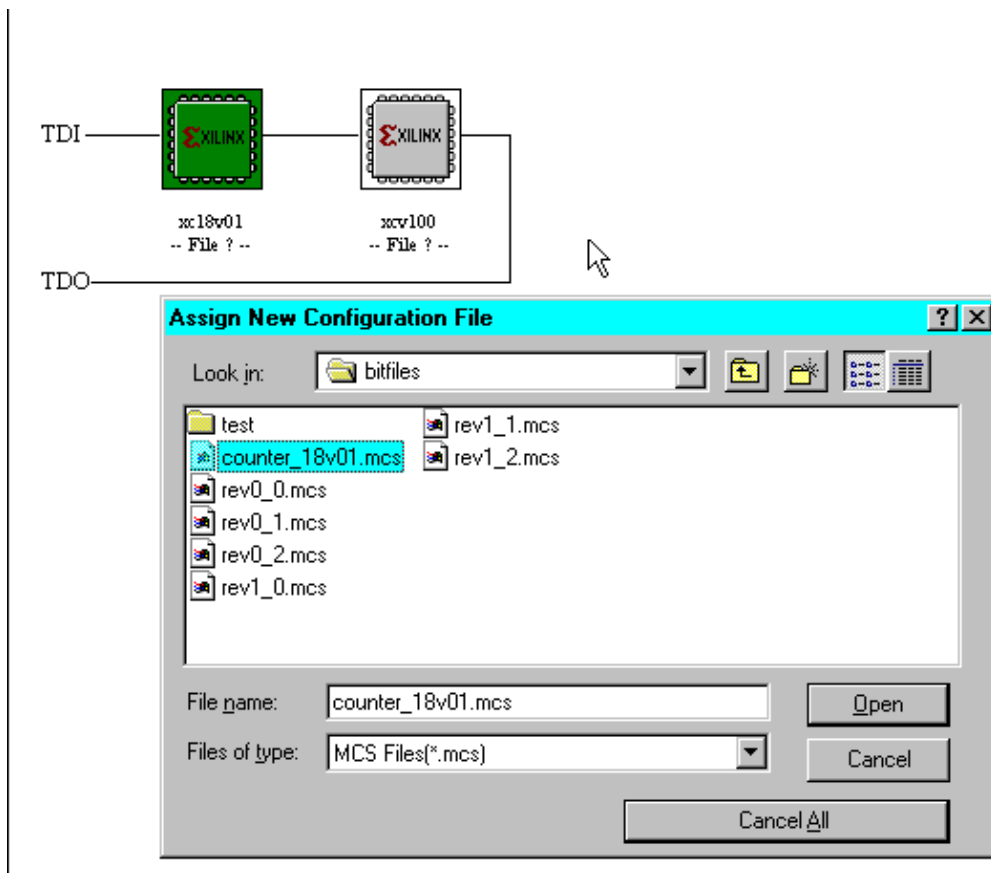 TDI
ΣXILINX
ΣXILINX
xc18v01
-- File ? --
xcv100
-- File ? --
TDO
Assign New Configuration File
Look in:
bitfiles
test
counter_18v01.mcs
rev0_0.mcs
rev0_1.mcs
rev0_2.mcs
rev1_0.mcs
rev1_1.mcs
rev1_2.mcs
File name:
counter_18v01.mcs
Open
Files of type:
MCS Files(*.mcs)
Cancel
Cancel All